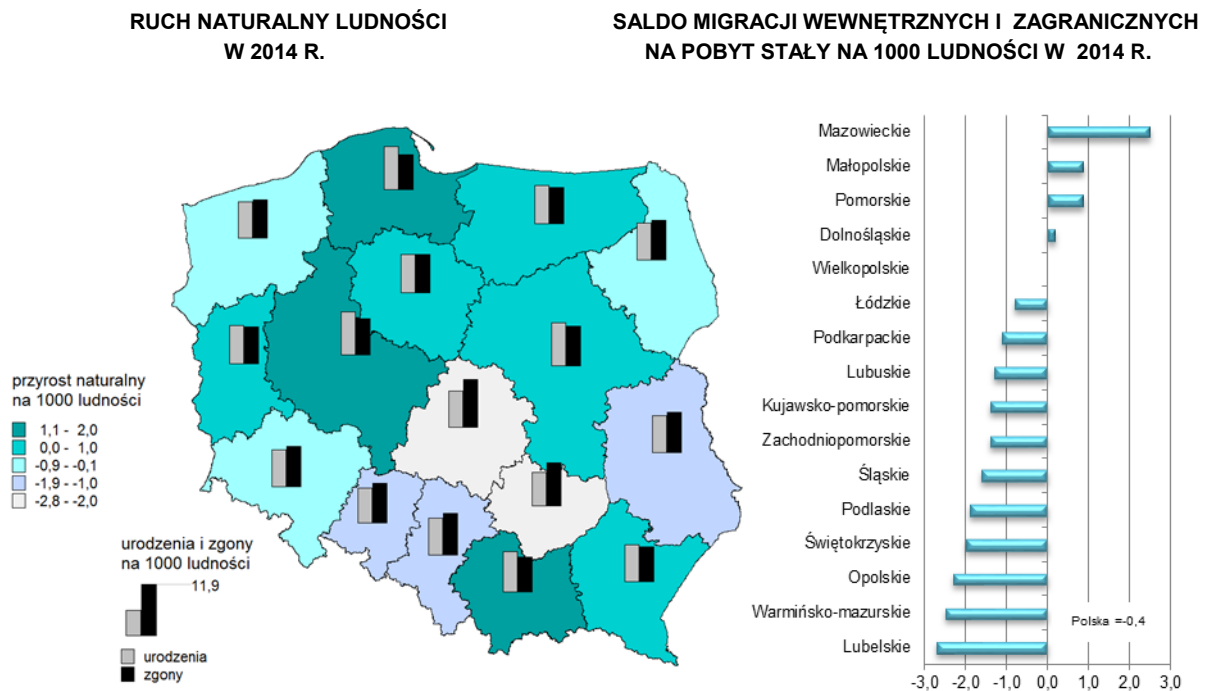 RUCH NATURALNY LUDNOŚCI
W 2014 R.
SALDO MIGRACJI WEWNĘTRZNYCH I ZAGRANICZNYCH
NA POBYT STAŁY NA 1000 LUDNOŚCI W 2014 R.
przyrost naturalny
na 1000 ludności
1,1 - 2,0
0,0 - 1,0
-0,9 - -0,1
-1,9 - -1,0
-2,8 - -2,0
urodzenia i zgony
na 1000 ludności
11,9
urodzenia
zgony
Mazowieckie
Małopolskie
Pomorskie
Dolnośląskie
Wielkopolskie
Łódzkie
Podkarpackie
Lubuskie
Kujawsko-pomorskie
Zachodniopomorskie
Śląskie
Podlaskie
Świętokrzyskie
Opolskie
Warmińsko-mazurskie
Lubelskie
Polska =-0,4
-3,0 -2,0 -1,0 0,0 1,0 2,0 3,0